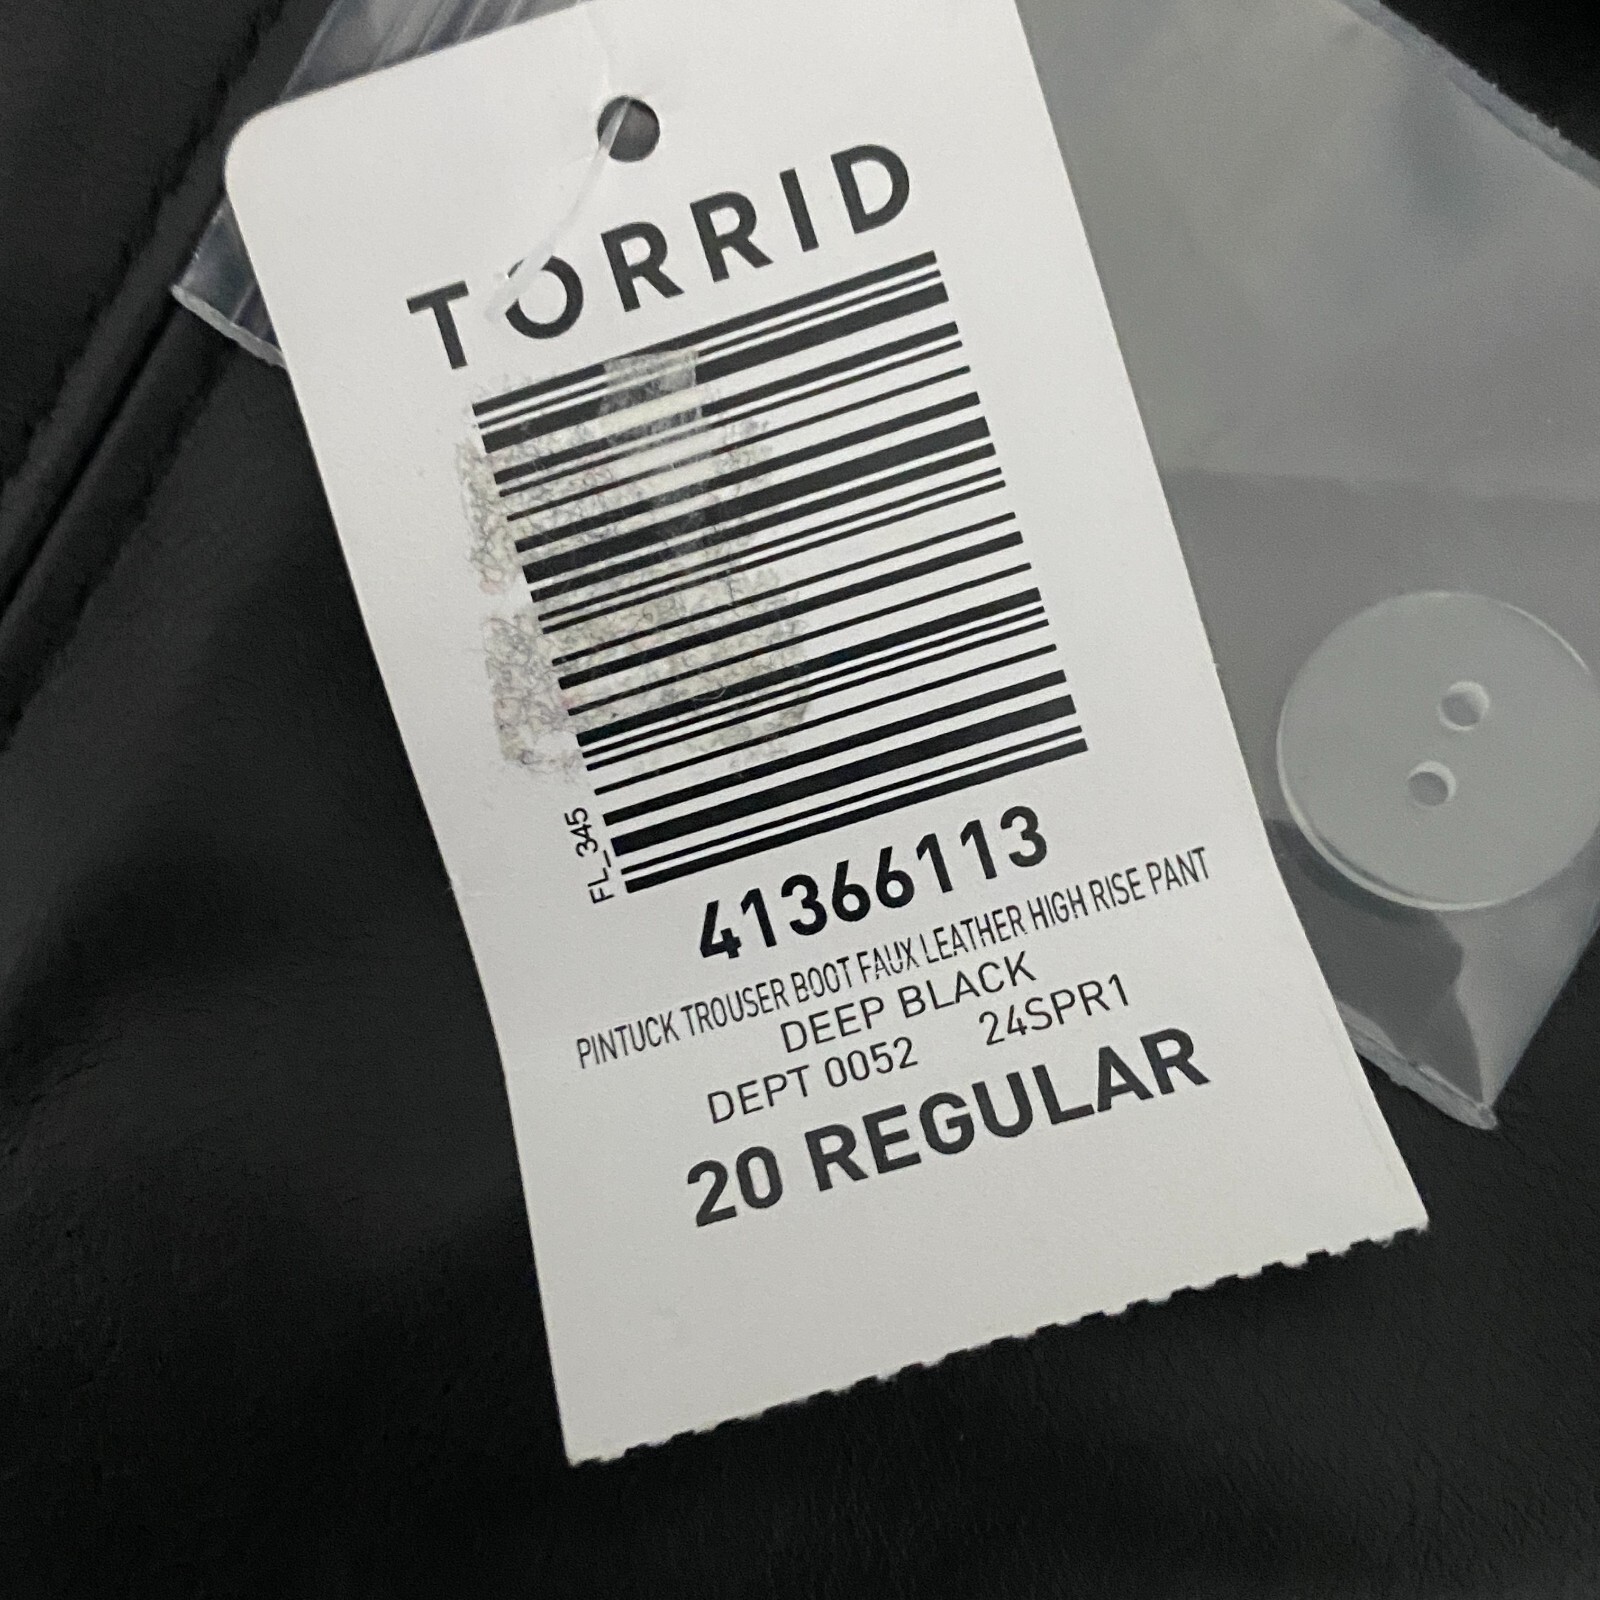 TORRID
FL_345
41366113
PINTUCK TROUSER BOOT FAUX LEATHER HIGH RISE PANT
DEEP BLACK
DEPT 0052 24SPR1
20 REGULAR